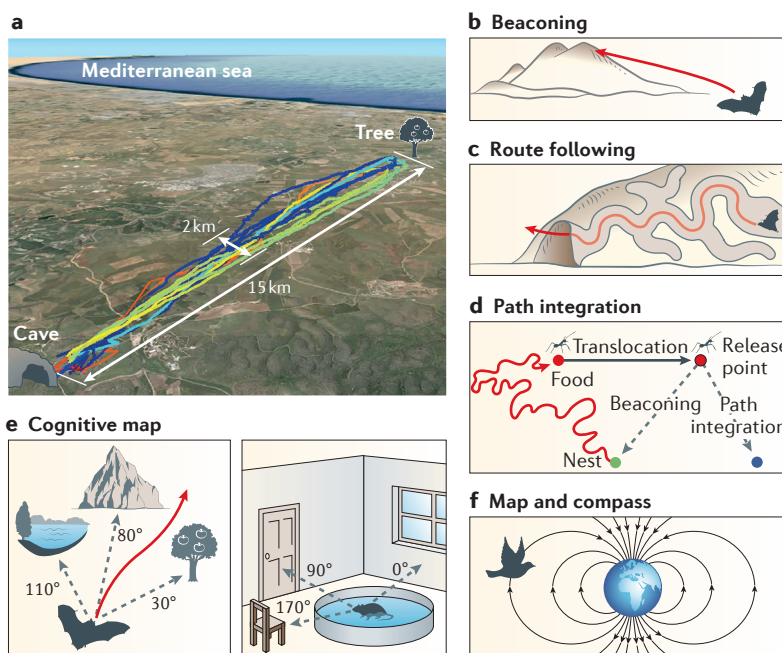 a
Mediterranean sea
Tree
2 km
15 km
Cave
b Beaconing
c Route following
d Path integration
Translocation
Release
point
Food
Beaconing
Path
integration
Nest
e Cognitive map
80°
110°
30°
90°
0°
170°
f Map and compass